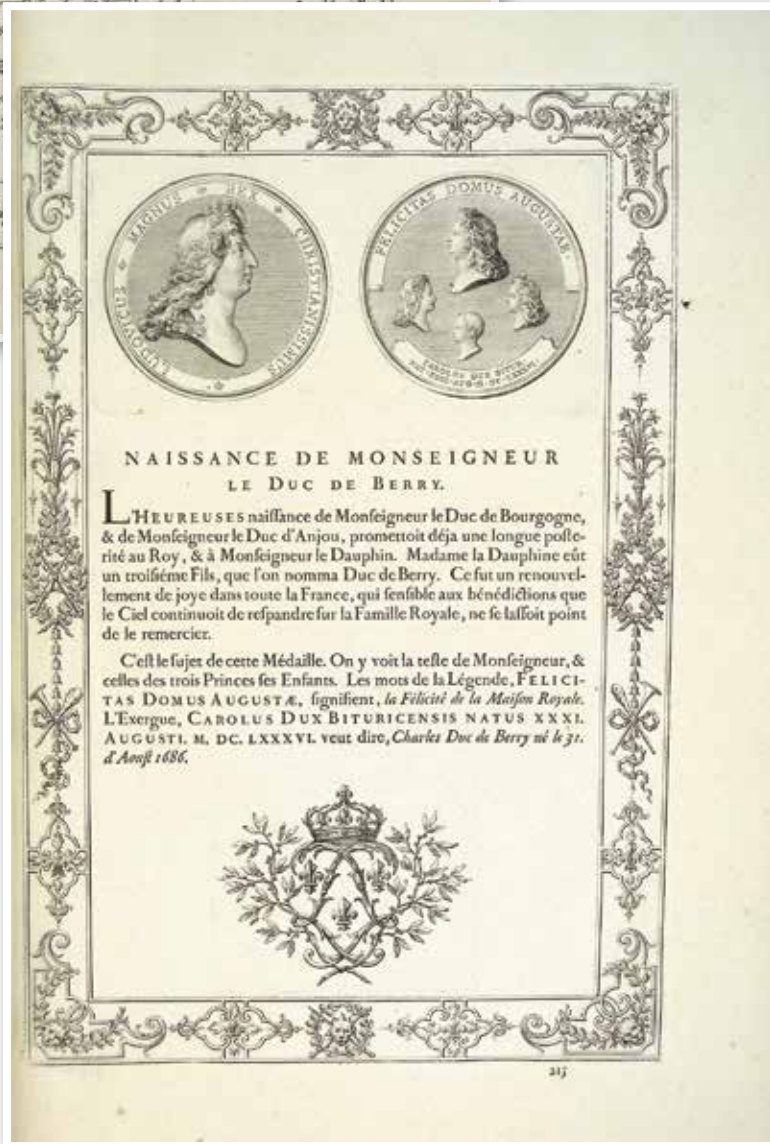 LUDOVICUS MAGNUS REX CHRISTIANISSIMUS
FELICITAS DOMUS AUGUSTAE.
CAROLUS DUX BITUR.
NAISSANCE DE MONSEIGNEUR
LE DUC DE BERRY.
L'HEUREUSES naiſſance de Monſeigneur le Duc de Bourgogne,
& de Monſeigneur le Duc d'Anjou, promettoit déja une longue poſte-
rité au Roy, & à Monſeigneur le Dauphin. Madame la Dauphine eût
un troiſiéme Fils, que l'on nomma Duc de Berry. Ce fut un renouvel-
lement de joye dans toute la France, qui ſenſible aux bénédictions que
le Ciel continuoit de reſpandre ſur la Famille Royale, ne ſe laſſoit point
de le remercier.
C'eſt le ſujet de cette Médaille. On y voit la teſte de Monſeigneur, &
celles des trois Princes ſes Enfants. Les mots de la Légende, FELICI-
TAS DOMUS AUGUSTÆ, ſignifient, la Félicité de la Maiſon Royale.
L'Exergue, CAROLUS DUX BITURICENSIS NATUS XXXI.
AUGUSTI. M. DC. LXXXVI. veut dire, Charles Duc de Berry né le 31.
d'Aouſt 1686.
215